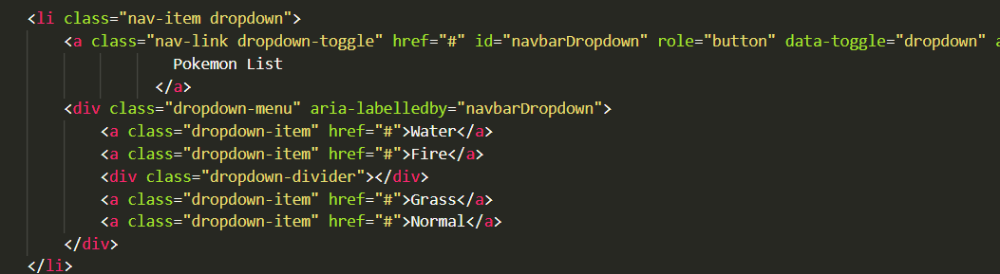 <li class="nav-item dropdown">
<a class="nav-link dropdown-toggle" href="#" id="navbarDropdown" role="button" data-toggle="dropdown" a
Pokemon List
</a>
<div class="dropdown-menu" aria-labelledby="navbarDropdown">
<a class="dropdown-item" href="#">Water</a>
<a class="dropdown-item" href="#">Fire</a>
<div class="dropdown-divider"></div>
<a class="dropdown-item" href="#">Grass</a>
<a class="dropdown-item" href="#">Normal</a>
</div>
</li>